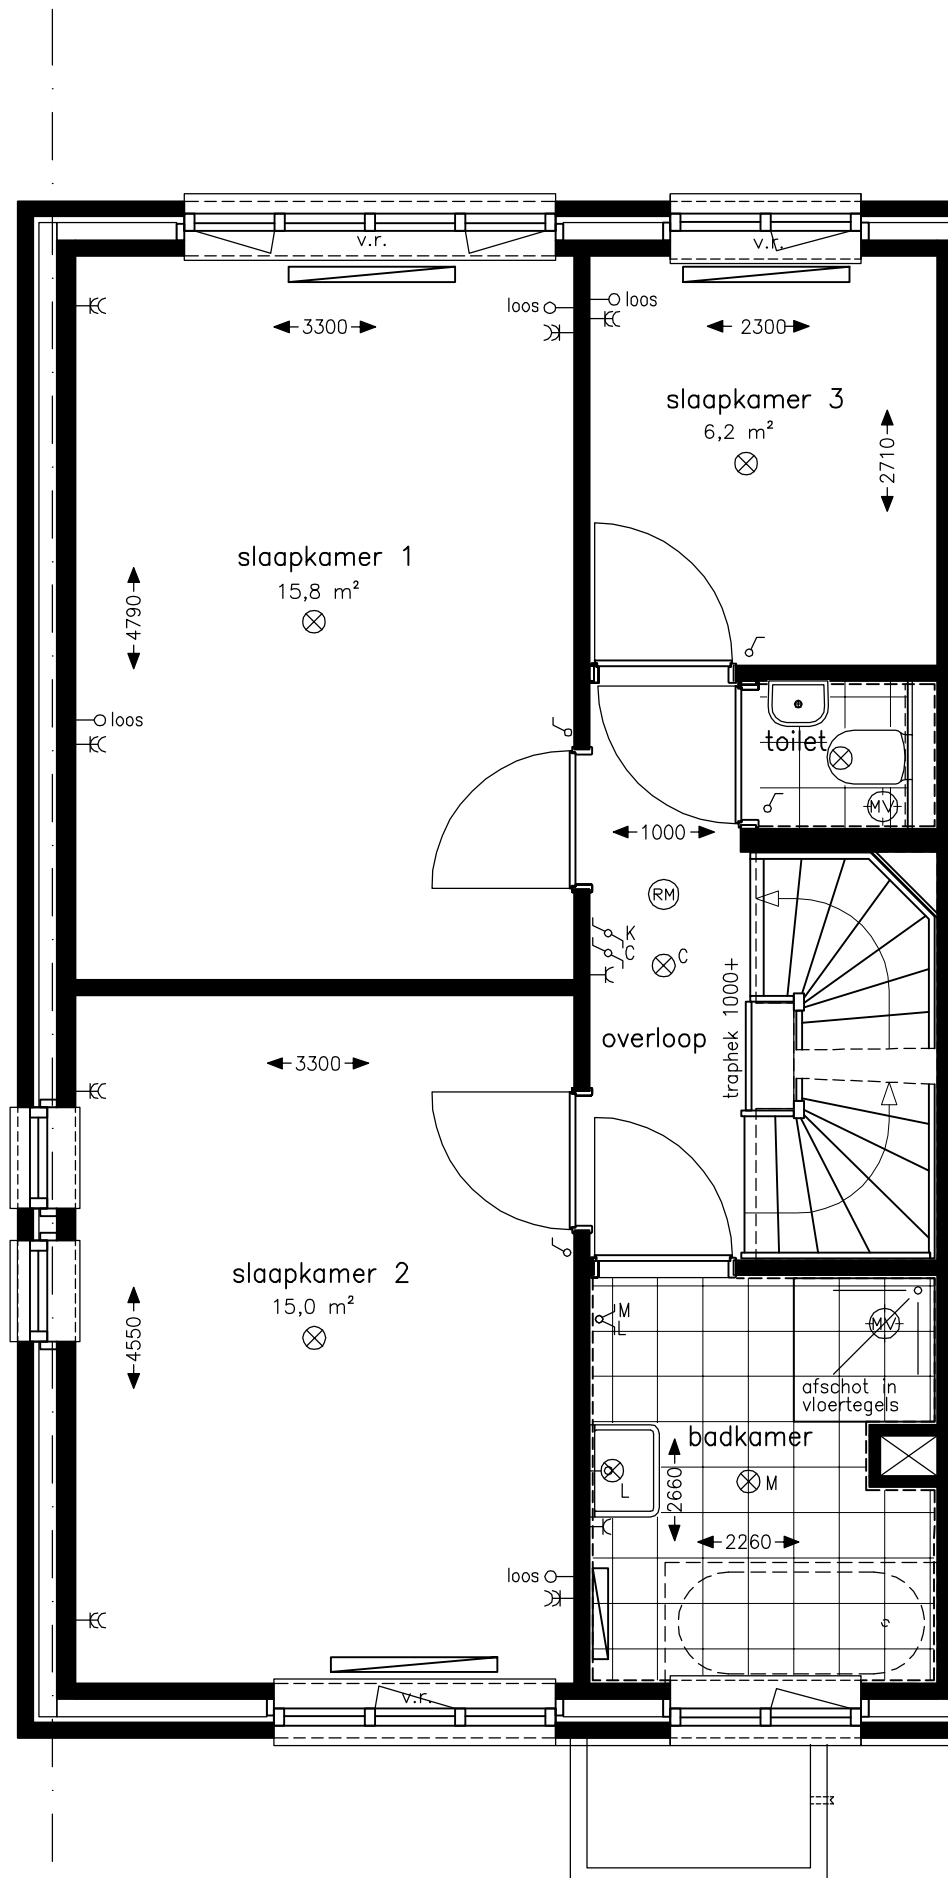 v.r.
v.r.
loos
loos
3300
2300
slaapkamer 3
6,2 m²
2710
slaapkamer 1
15,8 m²
4790
loos
toilet
MV
1000
RM
K
C
C
traphek 1000+
overloop
3300
slaapkamer 2
15,0 m²
4550
M
L
MV
afschot in
vloertegels
badkamer
2660
L
M
2260
loos
v.r.